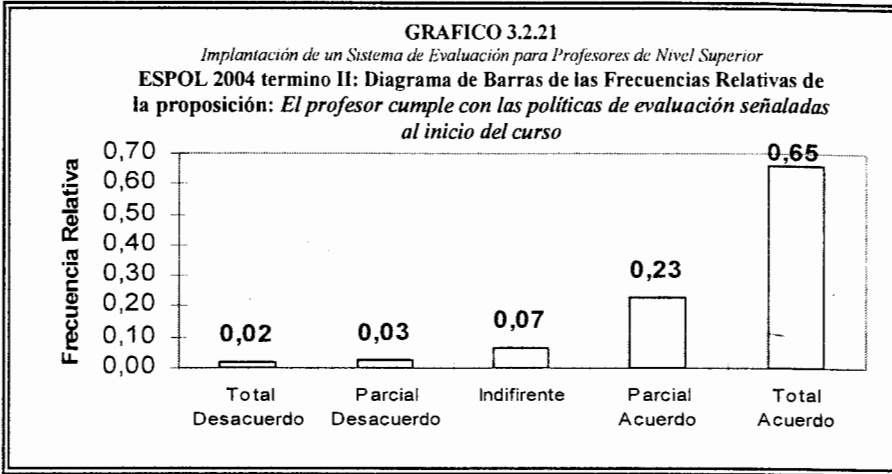 GRAFICO 3.2.21
Implantación de un Sistema de Evaluación para Profesores de Nivel Superior
ESPOL 2004 termino II: Diagrama de Barras de las Frecuencias Relativas de
la proposición: El profesor cumple con las políticas de evaluación señaladas
al inicio del curso
Frecuencia Relativa
0,70
0,60
0,50
0,40
0,30
0,20
0,10
0,00
0,02
0,03
0,07
0,23
0,65
Total
Desacuerdo
Parcial
Desacuerdo
Indifirente
Parcial
Acuerdo
Total
Acuerdo